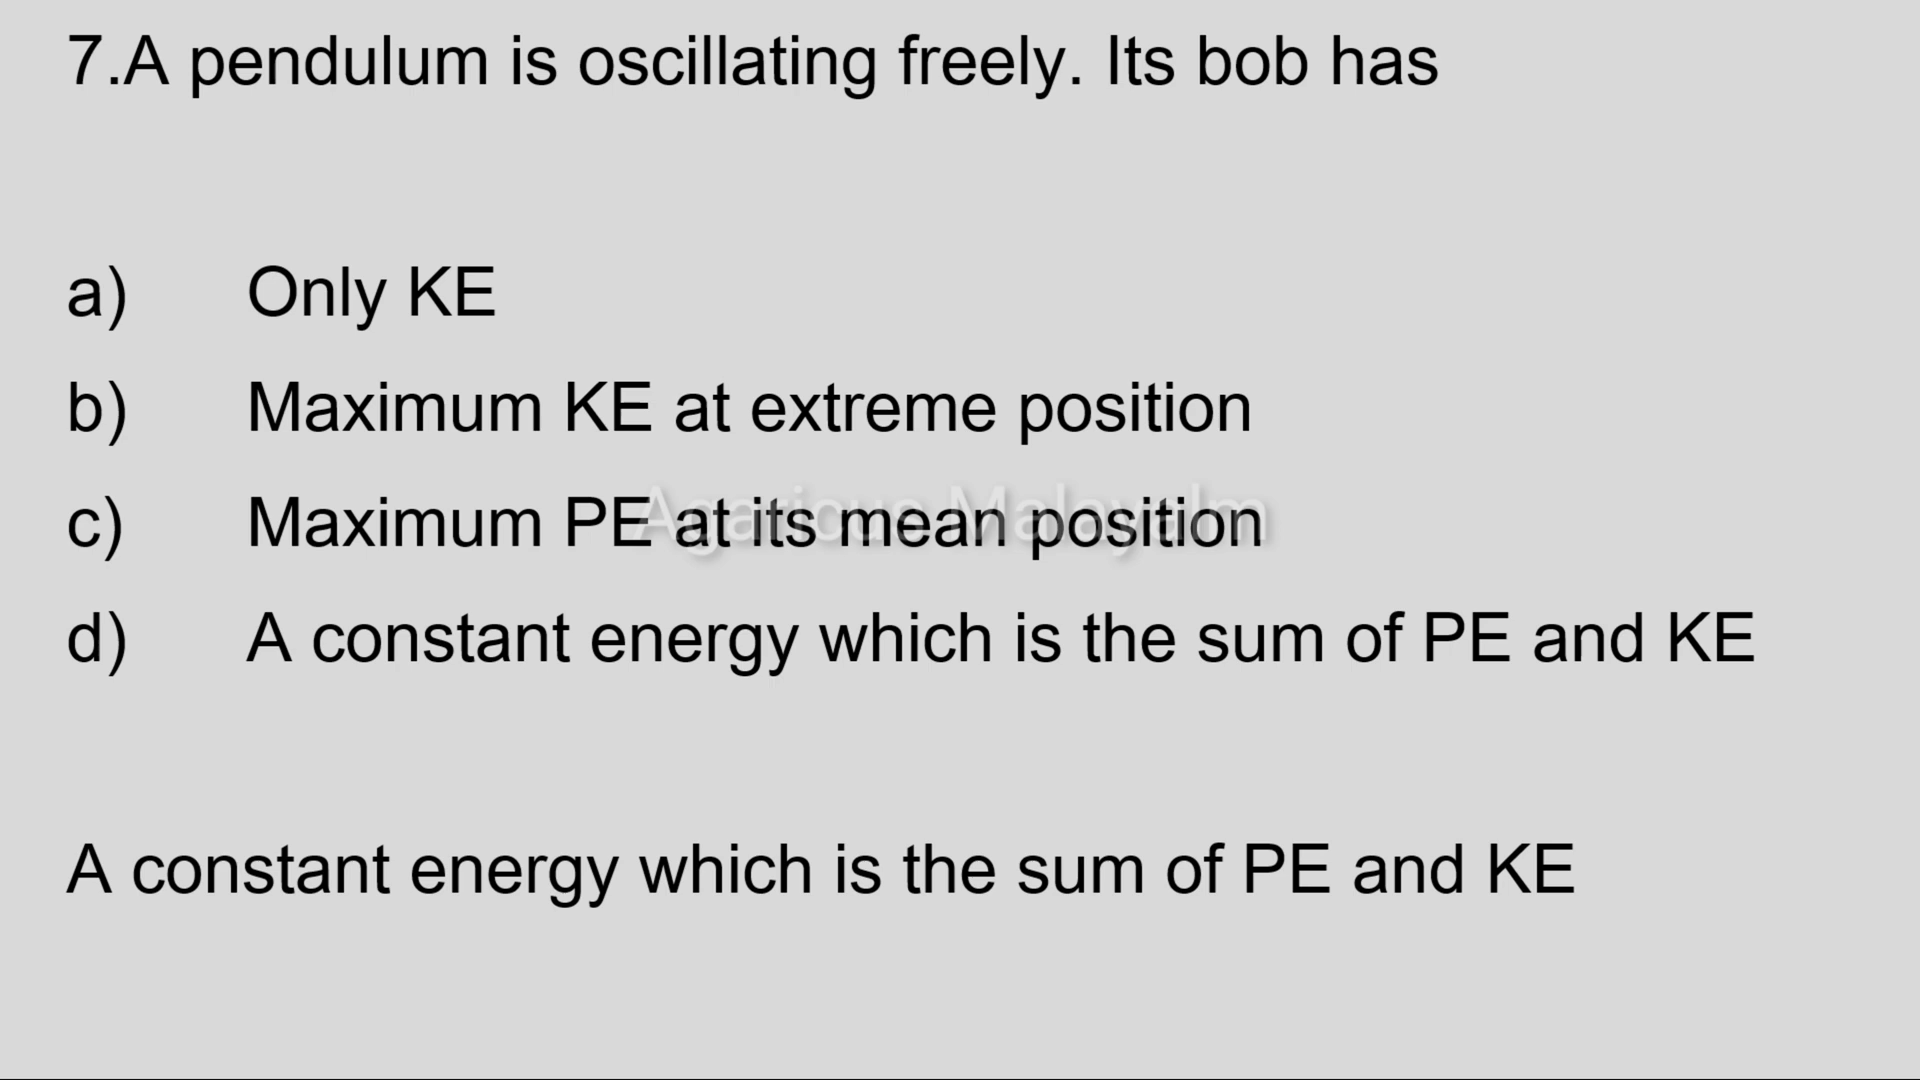 7.A pendulum is oscillating freely. Its bob has
a) Only KE
b) Maximum KE at extreme position
c) Maximum PE at its mean position
Agaricus Malayalm
d) A constant energy which is the sum of PE and KE
A constant energy which is the sum of PE and KE